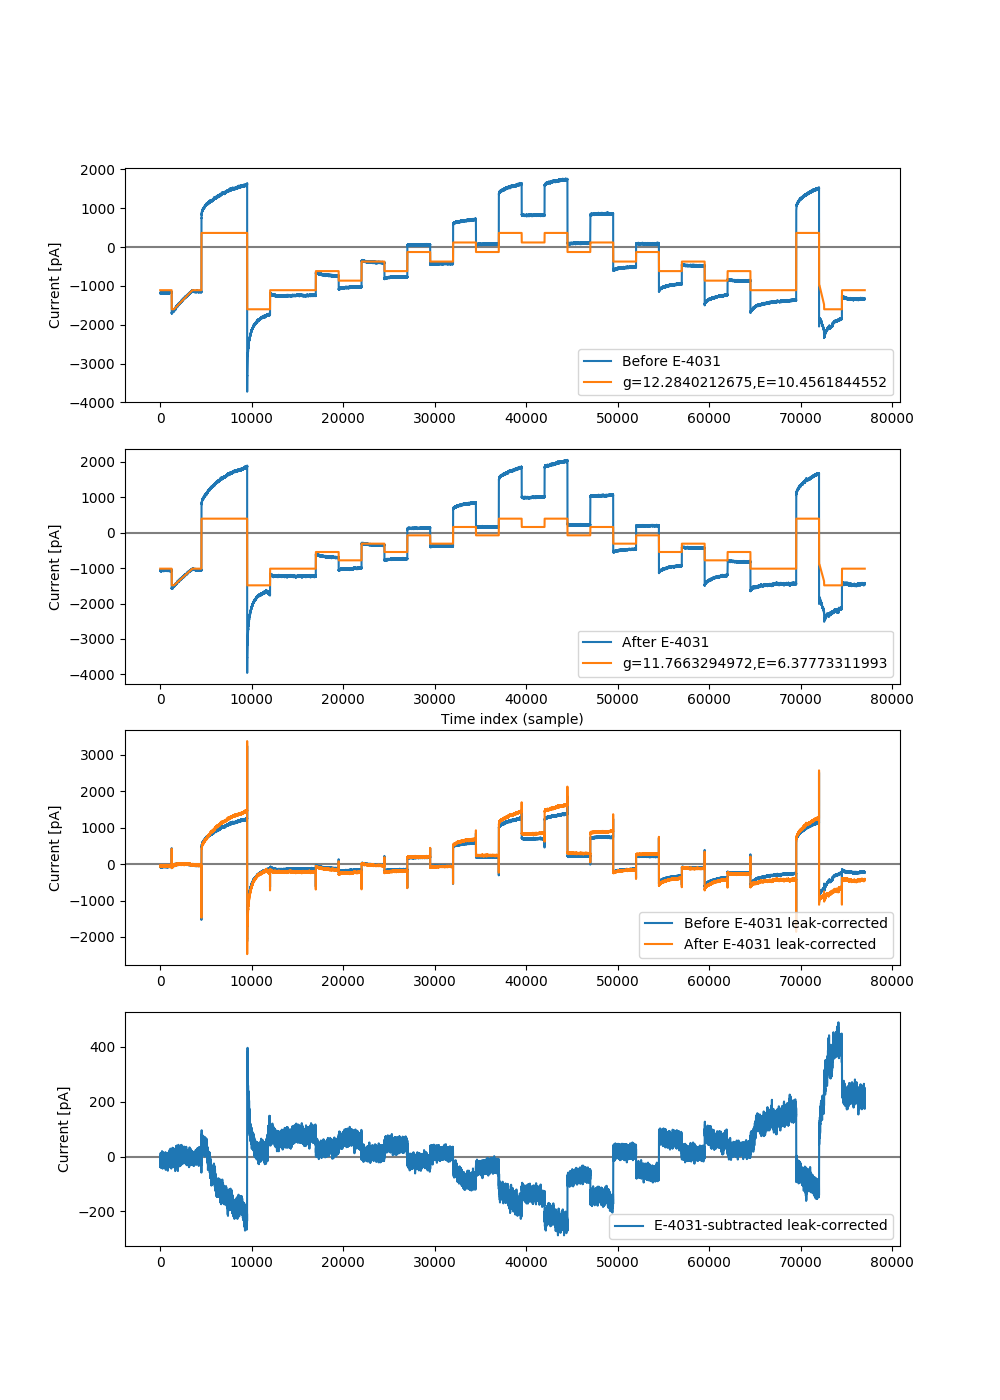 2000
1000
0
−1000
−2000
−3000
−4000
Current [pA]
Before E-4031
g=12.2840212675,E=10.4561844552
0 10000 20000 30000 40000 50000 60000 70000 80000
2000
1000
0
−1000
−2000
−3000
−4000
Current [pA]
After E-4031
g=11.7663294972,E=6.37773311993
0 10000 20000 30000 40000 50000 60000 70000 80000
Time index (sample)
3000
2000
1000
0
−1000
−2000
Current [pA]
Before E-4031 leak-corrected
After E-4031 leak-corrected
0 10000 20000 30000 40000 50000 60000 70000 80000
400
200
0
−200
Current [pA]
E-4031-subtracted leak-corrected
0 10000 20000 30000 40000 50000 60000 70000 80000